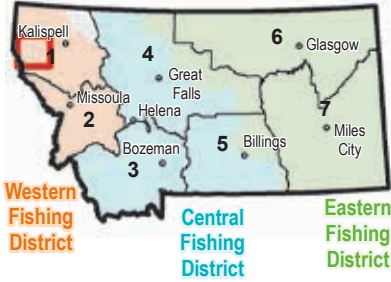 Kalispell
1
6
Glasgow
4
Great
Falls
Missoula
Helena
7
2
Bozeman
5
Billings
Miles
City
3
Western
Fishing
District
Central
Fishing
District
Eastern
Fishing
District